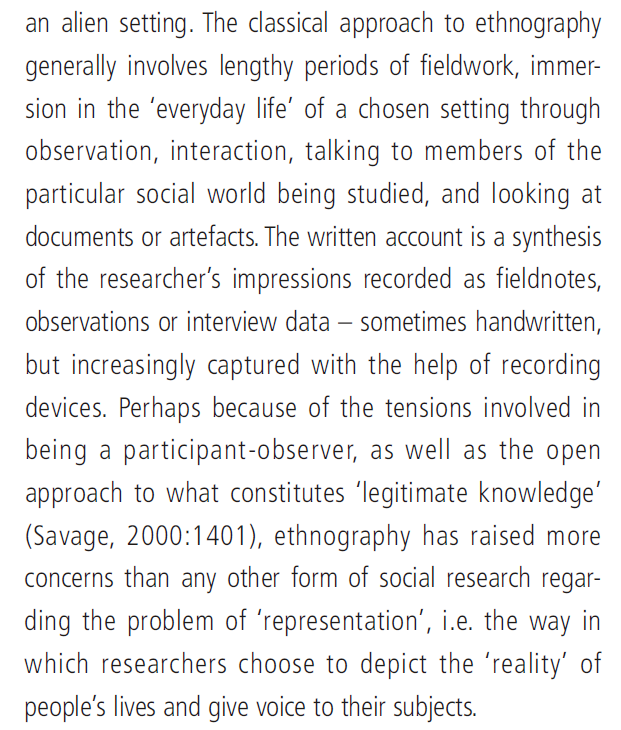 an alien setting. The classical approach to ethnography
generally involves lengthy periods of fieldwork, immer-
sion in the ‘everyday life’ of a chosen setting through
observation, interaction, talking to members of the
particular social world being studied, and looking at
documents or artefacts. The written account is a synthesis
of the researcher’s impressions recorded as fieldnotes,
observations or interview data – sometimes handwritten,
but increasingly captured with the help of recording
devices. Perhaps because of the tensions involved in
being a participant-observer, as well as the open
approach to what constitutes ‘legitimate knowledge’
(Savage, 2000:1401), ethnography has raised more
concerns than any other form of social research regar-
ding the problem of ‘representation’, i.e. the way in
which researchers choose to depict the ‘reality’ of
people’s lives and give voice to their subjects.